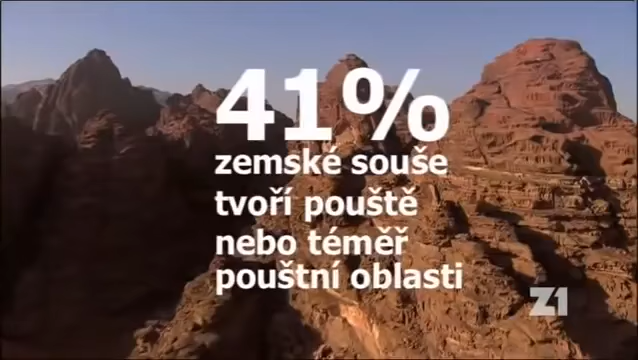 41%
zemské souše
tvoří pouště
nebo téměř
pouštní oblasti
Z1